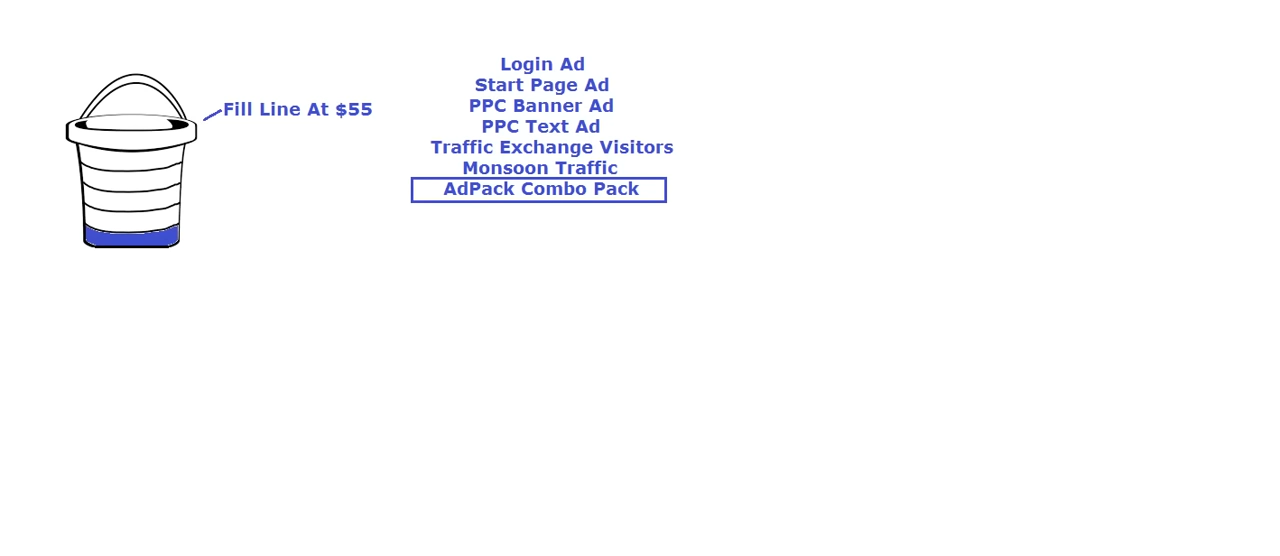 Login Ad
Start Page Ad
Fill Line At $55
PPC Banner Ad
PPC Text Ad
Traffic Exchange Visitors
Monsoon Traffic
AdPack Combo Pack